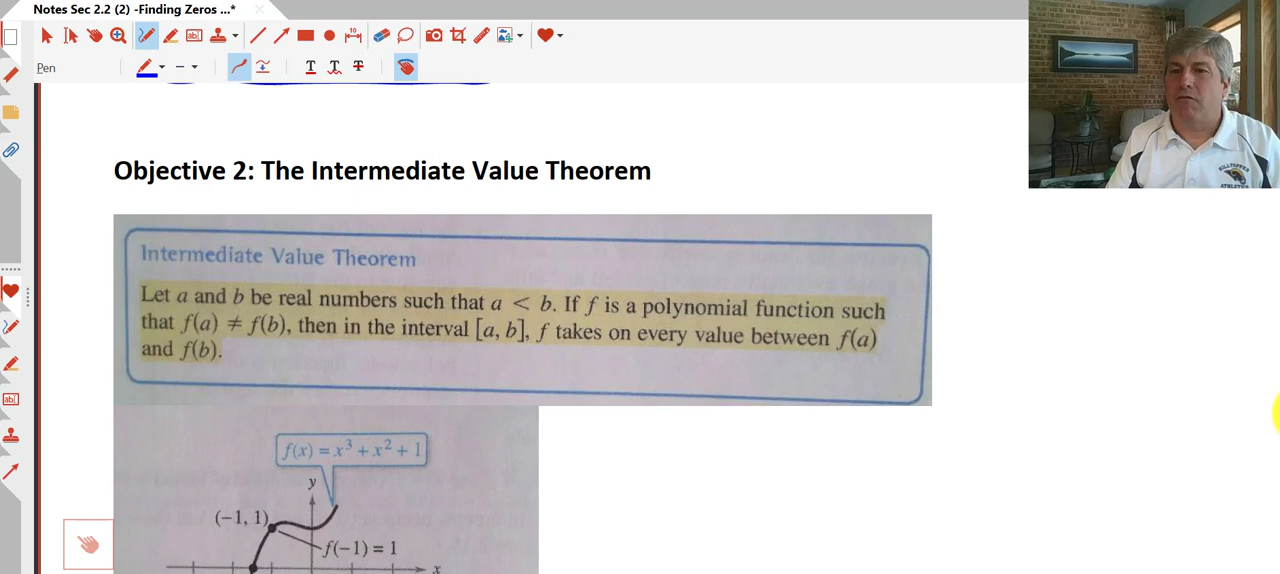 Notes Sec 2.2 (2) -Finding Zeros ...*
Pen
Objective 2: The Intermediate Value Theorem
Intermediate Value Theorem
Let a and b be real numbers such that a < b. If f is a polynomial function such
that f(a) ≠ f(b), then in the interval [a, b], f takes on every value between f(a)
and f(b).
f(x) = x³ + x² + 1
y
(−1, 1)
f(−1) = 1
x
HILLTOPPER
ATHLETICS